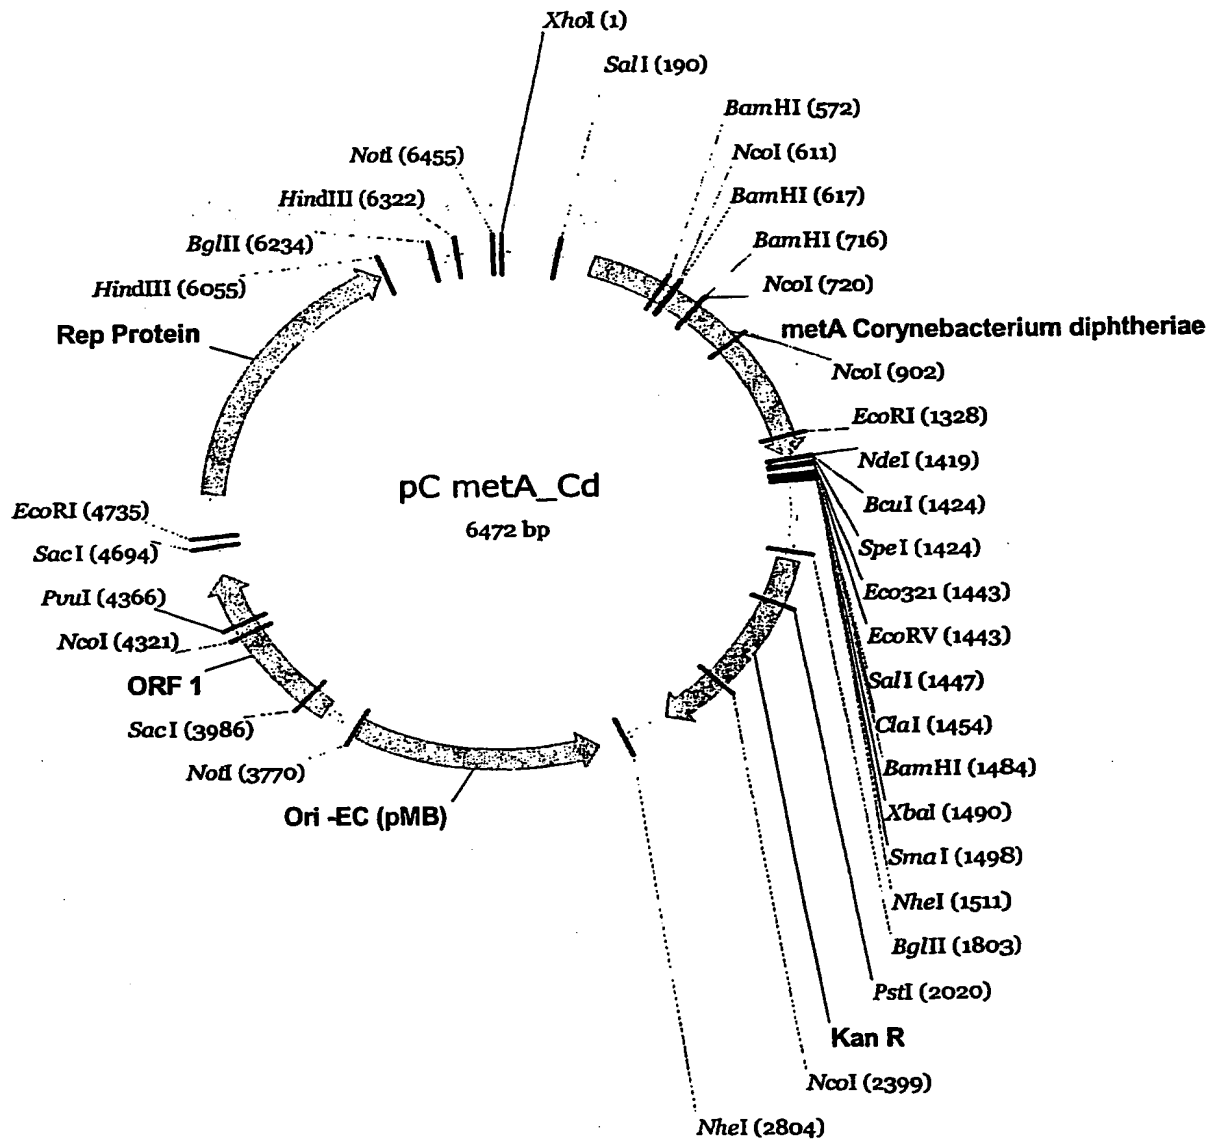 XhoI (1)
SalI (190)
BamHI (572)
NcoI (611)
BamHI (617)
BamHI (716)
NcoI (720)
metA Corynebacterium diphtheriae
NcoI (902)
EcoRI (1328)
NdeI (1419)
BcuI (1424)
SpeI (1424)
Eco321 (1443)
EcoRV (1443)
SalI (1447)
ClaI (1454)
BamHI (1484)
XbaI (1490)
SmaI (1498)
NheI (1511)
BglII (1803)
PstI (2020)
Kan R
NcoI (2399)
NheI (2804)
Ori -EC (pMB)
NotI (3770)
SacI (3986)
ORF 1
NcoI (4321)
PvuI (4366)
SacI (4694)
EcoRI (4735)
Rep Protein
HindIII (6055)
BglII (6234)
HindIII (6322)
NotI (6455)
pC metA_Cd
6472 bp